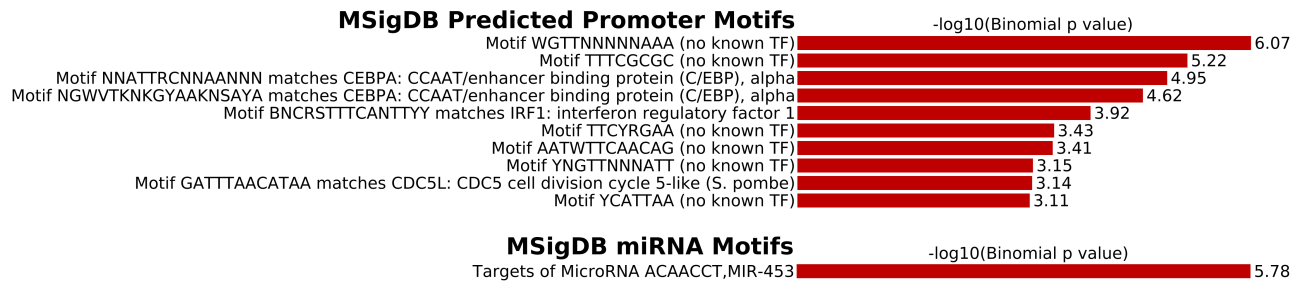 MSigDB Predicted Promoter Motifs -log10(Binomial p value)
Motif WGTTNNNNNAAA (no known TF) 6.07
Motif TTTCGCGC (no known TF) 5.22
Motif NNATTRCNNAANNN matches CEBPA: CCAAT/enhancer binding protein (C/EBP), alpha 4.95
Motif NGWVTKNKGYAAKNSAYA matches CEBPA: CCAAT/enhancer binding protein (C/EBP), alpha 4.62
Motif BNCRSTTTCANTTYY matches IRF1: interferon regulatory factor 1 3.92
Motif TTCYRGAA (no known TF) 3.43
Motif AATWTTCAACAG (no known TF) 3.41
Motif YNGTTNNNATT (no known TF) 3.15
Motif GATTTAACATAA matches CDC5L: CDC5 cell division cycle 5-like (S. pombe) 3.14
Motif YCATTAA (no known TF) 3.11
MSigDB miRNA Motifs -log10(Binomial p value)
Targets of MicroRNA ACAACCT,MIR-453 5.78